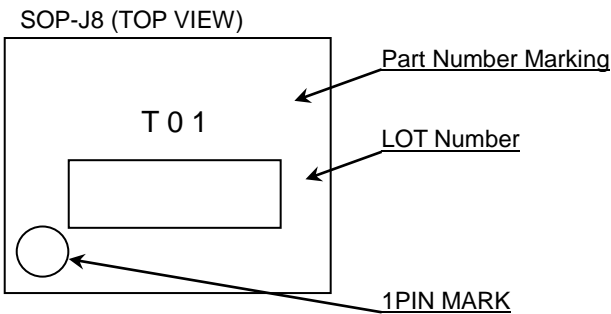 SOP-J8 (TOP VIEW)
Part Number Marking
T 0 1
LOT Number
1PIN MARK